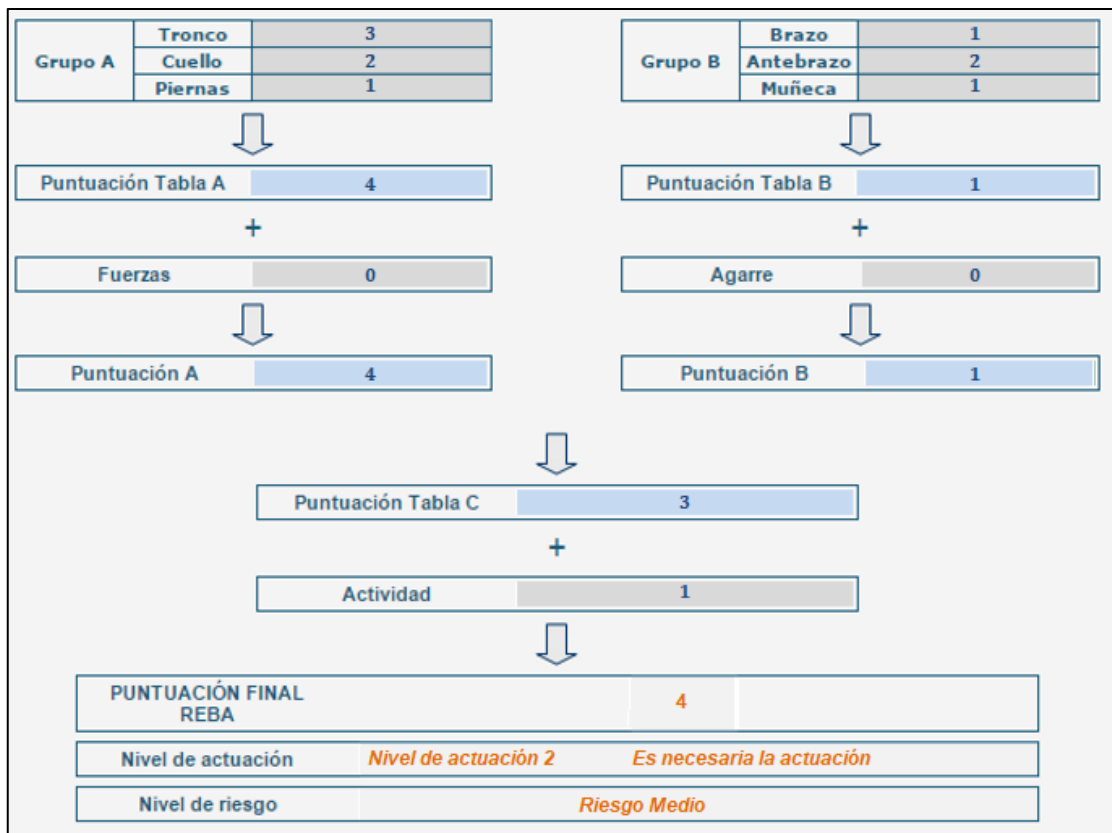 Grupo A Tronco 3
Cuello 2
Piernas 1
Grupo B Brazo 1
Antebrazo 2
Muñeca 1
Puntuación Tabla A 4
Puntuación Tabla B 1
+
+
Fuerzas 0
Agarre 0
Puntuación A 4
Puntuación B 1
Puntuación Tabla C 3
+
Actividad 1
PUNTUACIÓN FINAL
REBA
4
Nivel de actuación Nivel de actuación 2 Es necesaria la actuación
Nivel de riesgo Riesgo Medio